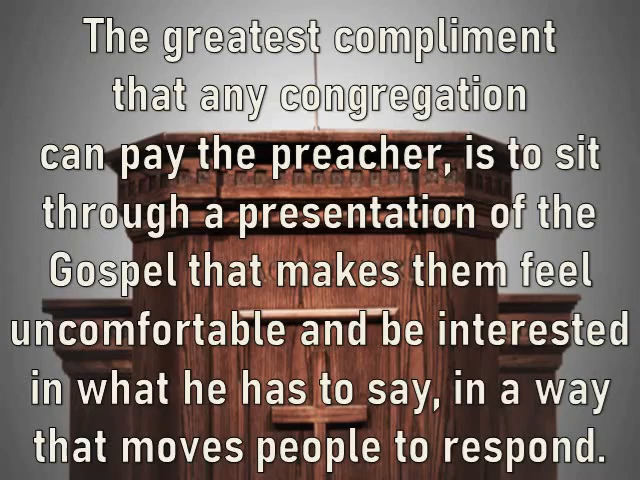 The greatest compliment
that any congregation
can pay the preacher, is to sit
through a presentation of the
Gospel that makes them feel
uncomfortable and be interested
in what he has to say, in a way
that moves people to respond.